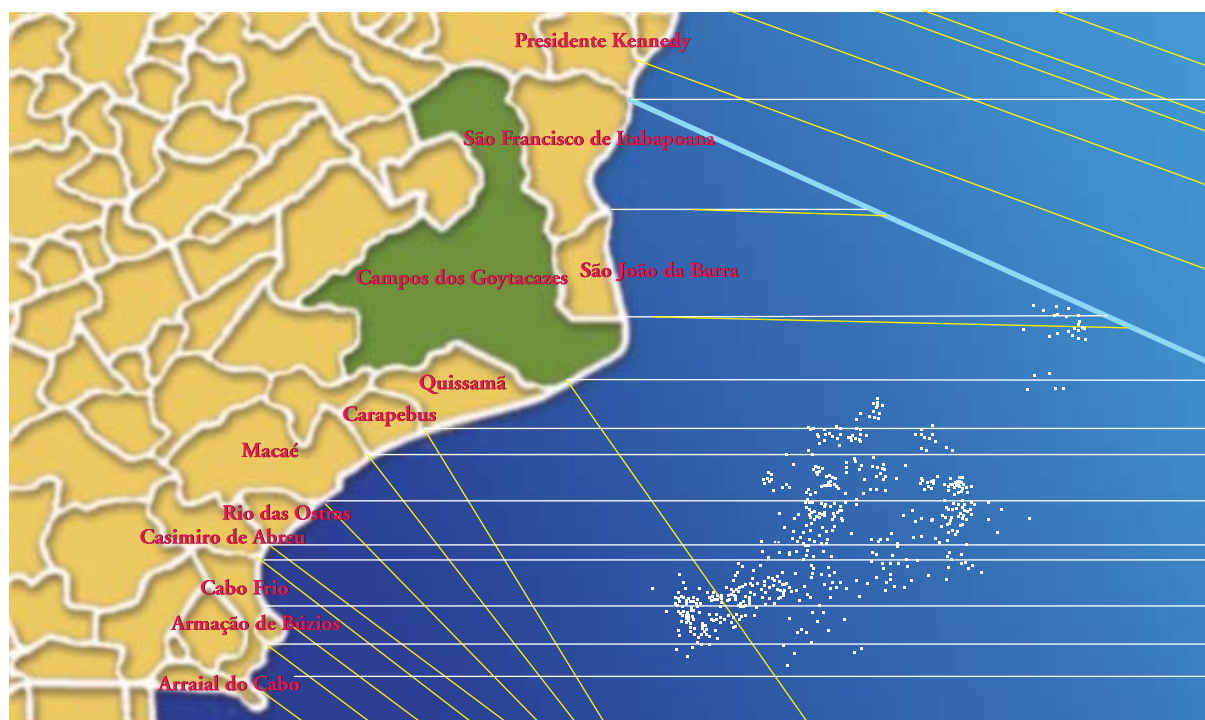 Presidente Kennedy
São Francisco de Itabapoana
São João da Barra
Campos dos Goytacazes
Quissamã
Carapebus
Macaé
Rio das Ostras
Casimiro de Abreu
Cabo Frio
Armação de Búzios
Arraial do Cabo